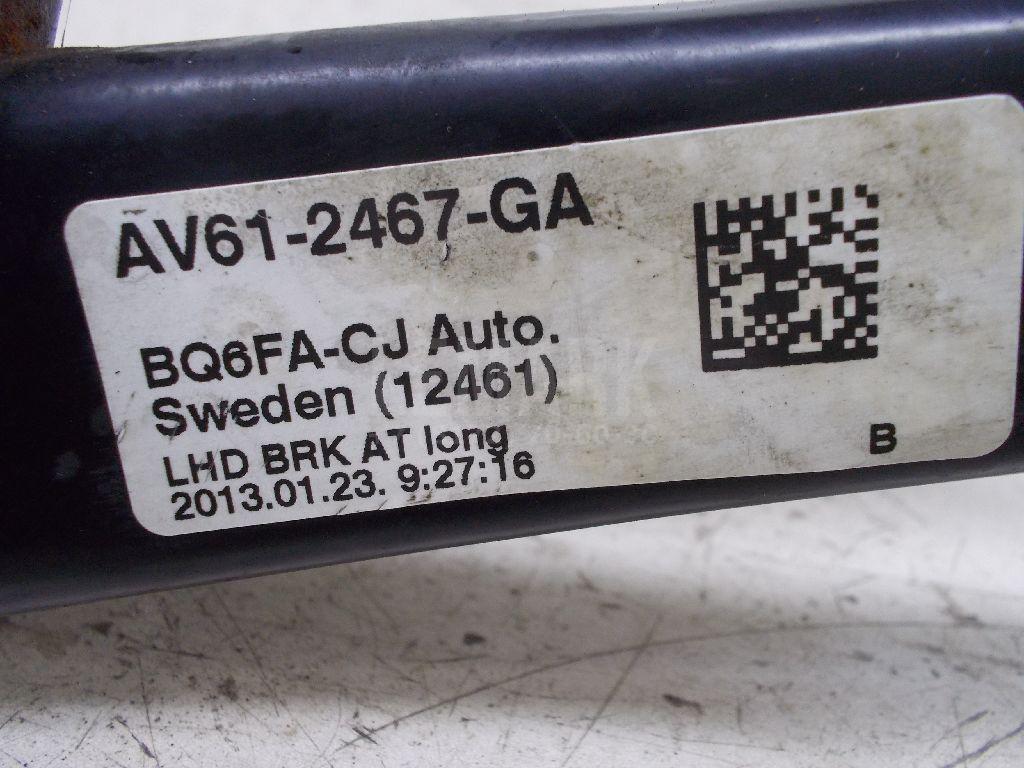 AV61-2467-GA
BQ6FA-CJ Auto.
Sweden (12461)
LHD BRK AT long
2013.01.23. 9:27:16
B